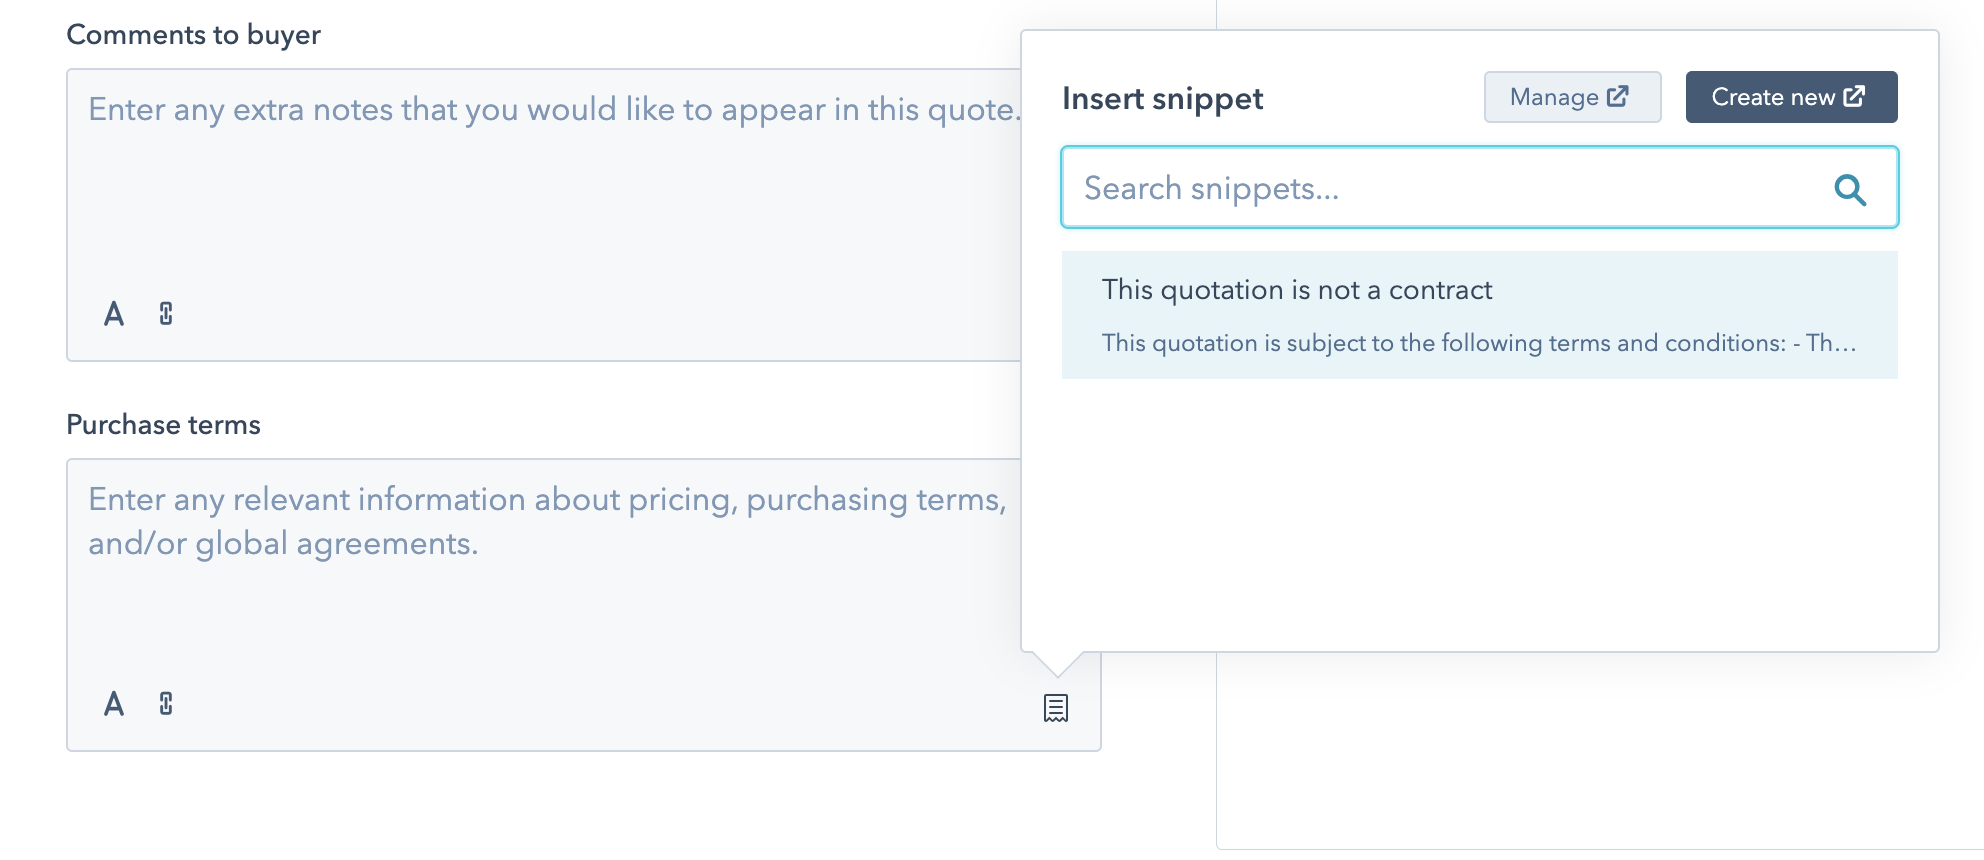 Comments to buyer
Enter any extra notes that you would like to appear in this quote.
Purchase terms
Enter any relevant information about pricing, purchasing terms,
and/or global agreements.
Insert snippet
Manage
Create new
Search snippets...
This quotation is not a contract
This quotation is subject to the following terms and conditions: - Th...